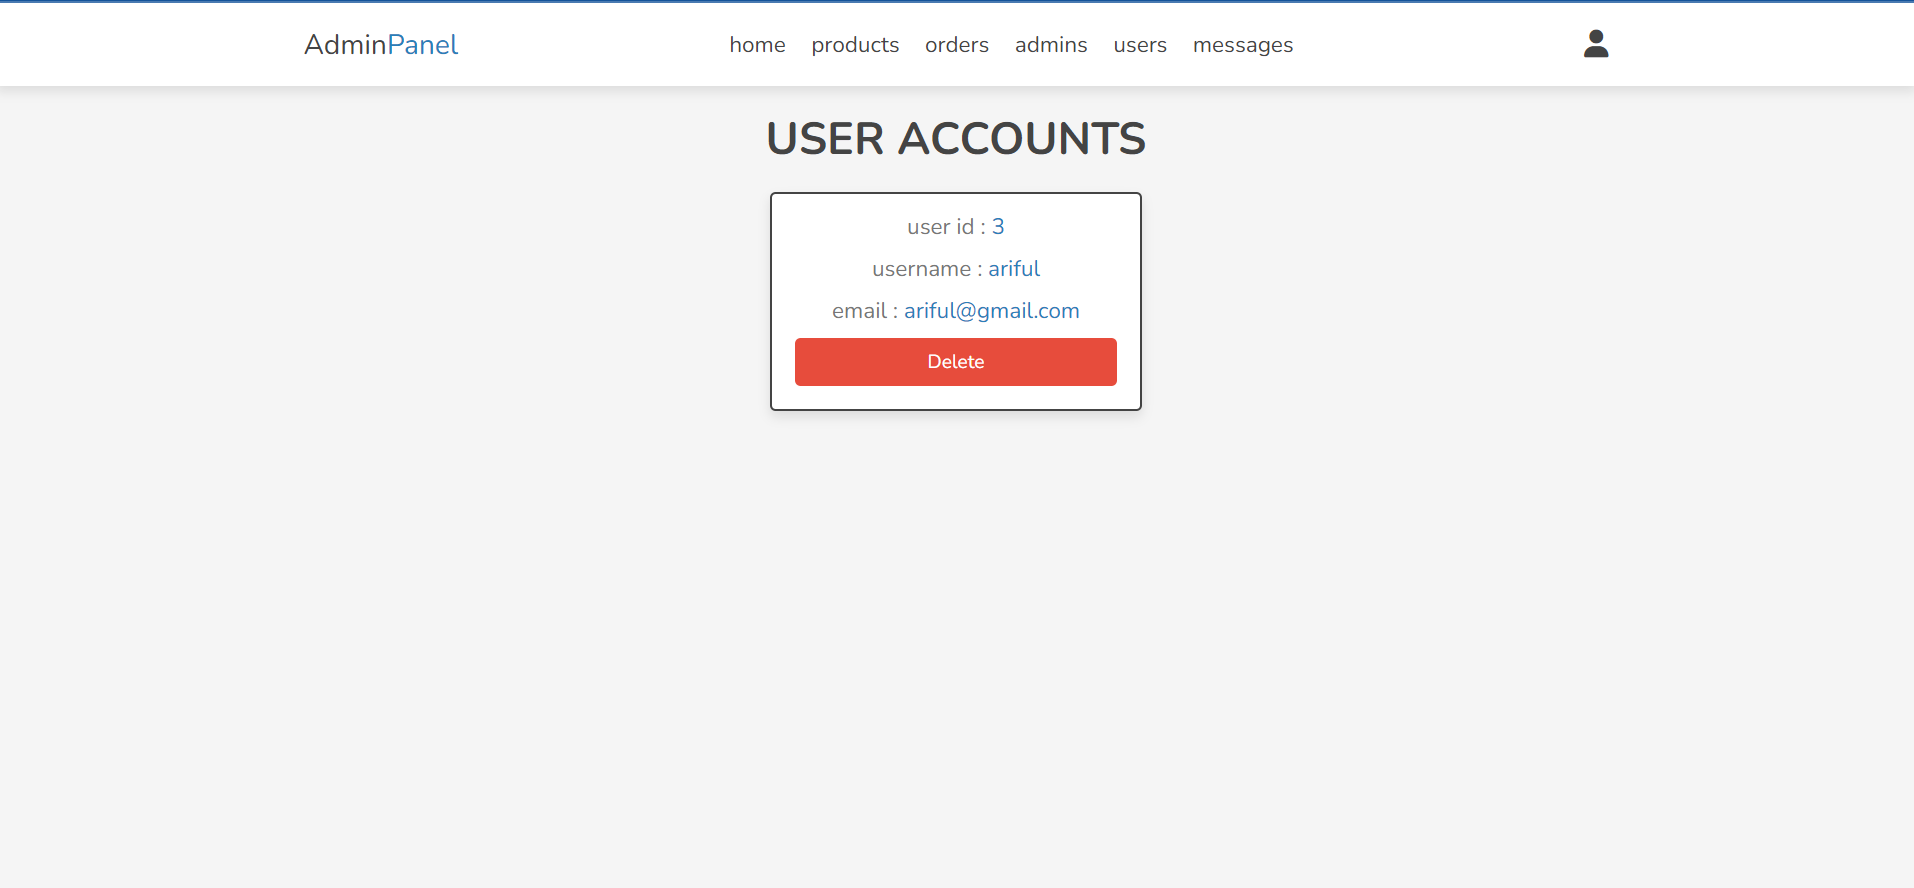 AdminPanel
home products orders admins users messages
USER ACCOUNTS
user id : 3
username : ariful
email : ariful@gmail.com
Delete